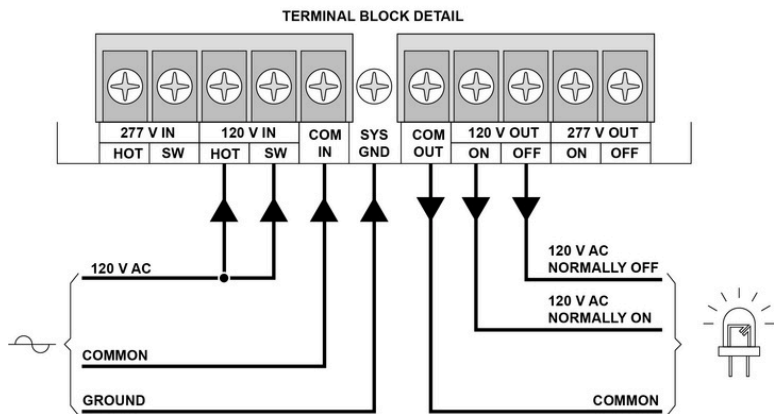 TERMINAL BLOCK DETAIL
277 V IN 120 V IN COM IN SYS GND COM OUT 120 V OUT 277 V OUT
HOT SW HOT SW ON OFF ON OFF
120 V AC
120 V AC
NORMALLY OFF
120 V AC
NORMALLY ON
COMMON
GROUND
COMMON